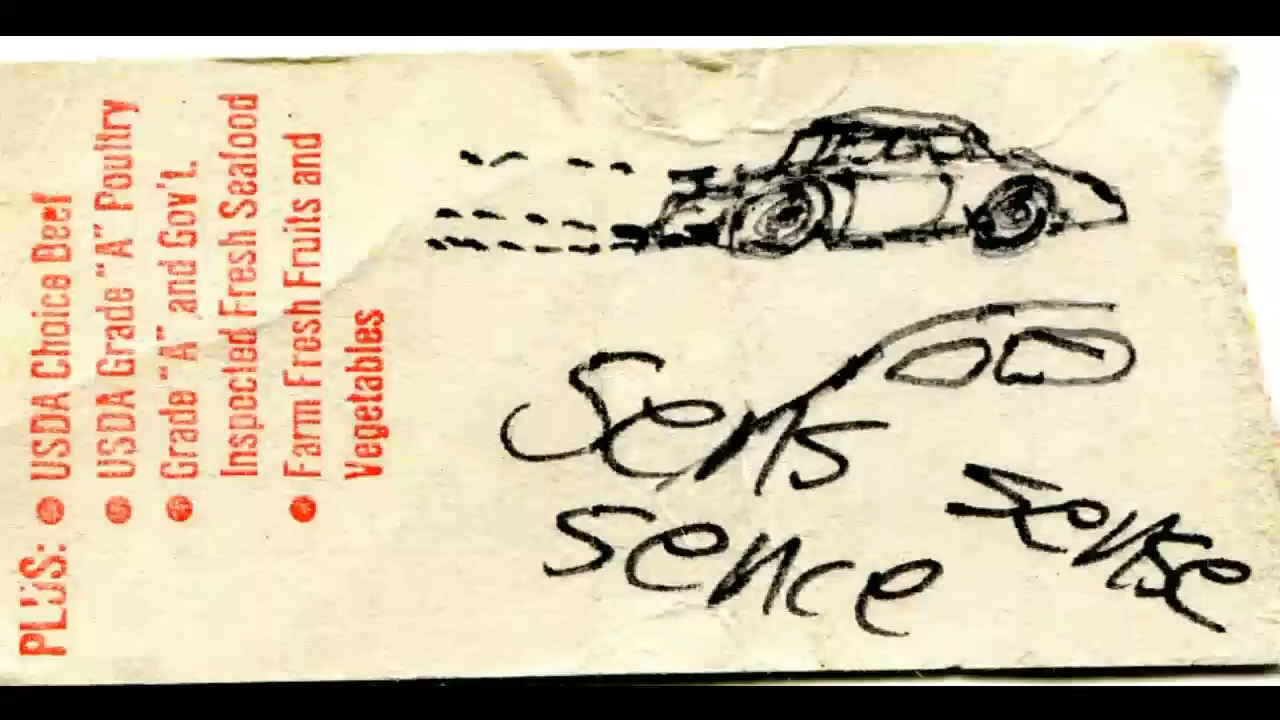 PLUS:
● USDA Choice Beef
● USDA Grade "A" Poultry
● Grade "A" and Gov't.
Inspected Fresh Seafood
● Farm Fresh Fruits and
Vegetables
Sens
Sence
Sense